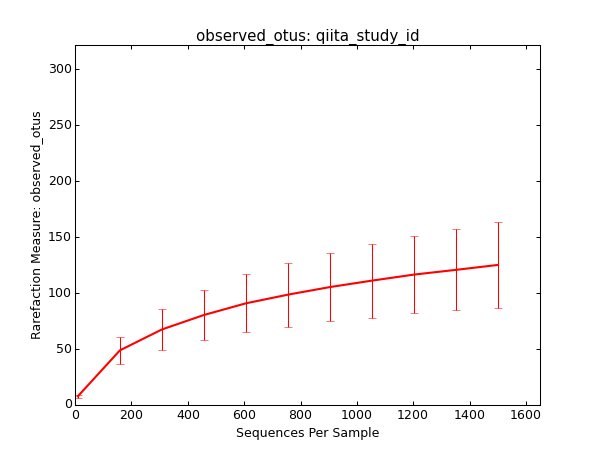 observed_otus: qiita_study_id
Rarefaction Measure: observed_otus
300
250
200
150
100
50
0
0 200 400 600 800 1000 1200 1400 1600
Sequences Per Sample